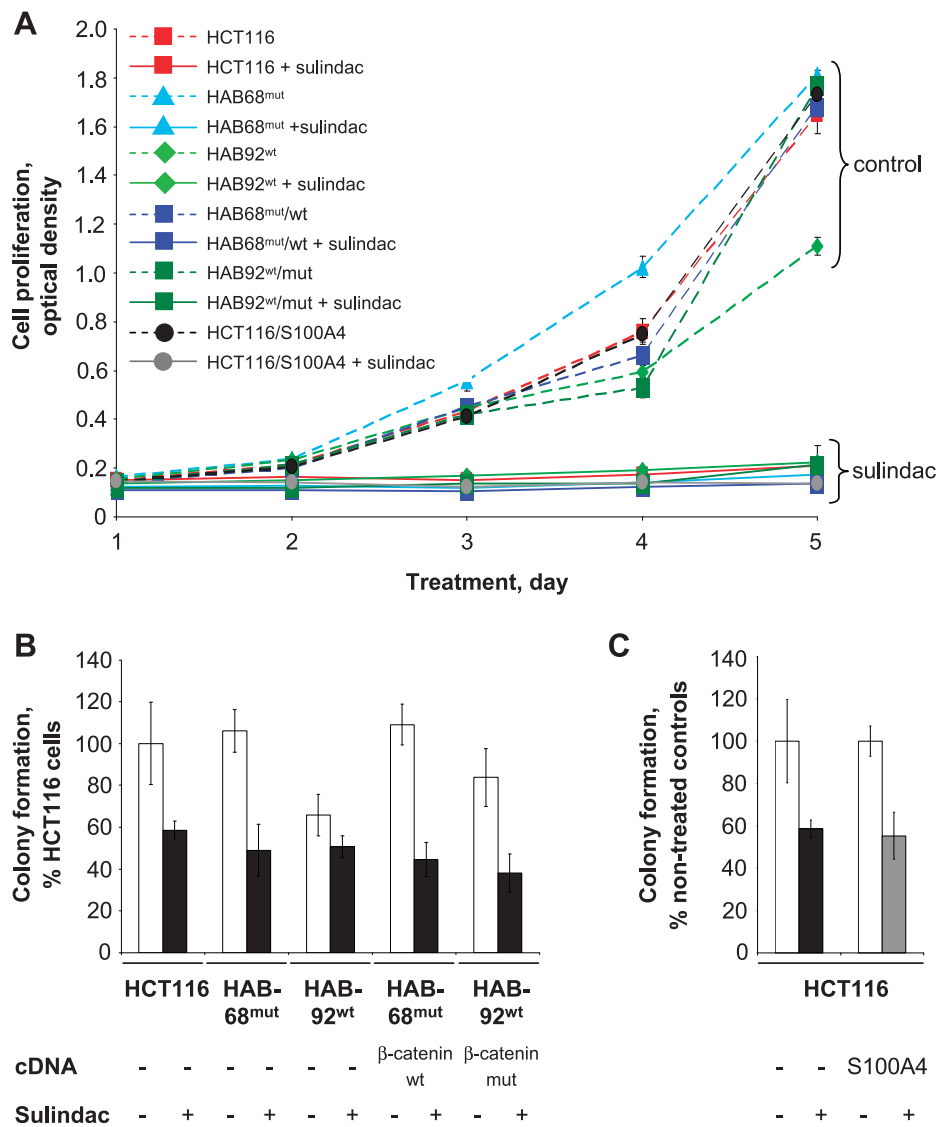 A
Cell proliferation,
optical density
2.0
1.8
1.6
1.4
1.2
1.0
0.8
0.6
0.4
0.2
0
HCT116
HCT116 + sulindac
HAB68mut
HAB68mut +sulindac
HAB92wt
HAB92wt + sulindac
HAB68mut/wt
HAB68mut/wt + sulindac
HAB92wt/mut
HAB92wt/mut + sulindac
HCT116/S100A4
HCT116/S100A4 + sulindac
control
sulindac
1 2 3 4 5
Treatment, day
B
Colony formation,
% HCT116 cells
140
120
100
80
60
40
20
0
HCT116 HAB-68mut HAB-92wt HAB-68mut HAB-92wt
cDNA - - - - - - β-catenin wt β-catenin mut
Sulindac - + - + - + - + - +
C
Colony formation,
% non-treated controls
140
120
100
80
60
40
20
0
HCT116
- - S100A4
- + - +